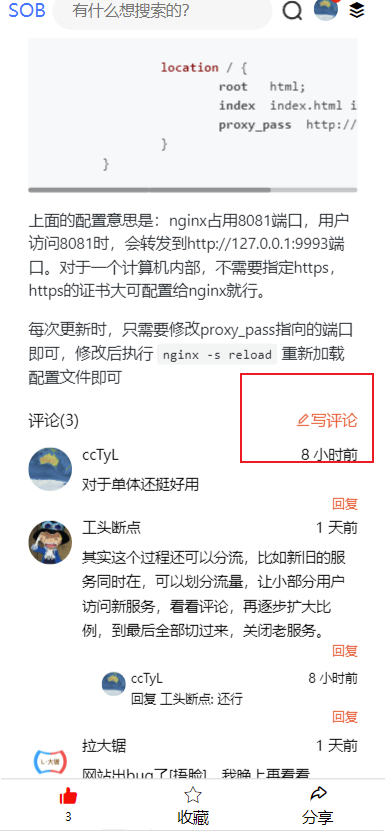 SOB 有什么想搜索的?
location / {
root html;
index index.html i
proxy_pass http://
}
}
上面的配置意思是：nginx占用8081端口，用户
访问8081时，会转发到http://127.0.0.1:9993端
口。对于一个计算机内部，不需要指定https，
https的证书大可配置给nginx就行。
每次更新时，只需要修改proxy_pass指向的端口
即可，修改后执行 nginx -s reload 重新加载
配置文件即可
评论(3) 写评论
ccTyL 8 小时前
对于单体还挺好用
回复
工头断点 1 天前
其实这个过程还可以分流，比如新旧的服
务同时在，可以划分流量，让小部分用户
访问新服务，看看评论，再逐步扩大比
例，到最后全部切过来，关闭老服务。
回复
ccTyL 8 小时前
回复 工头断点: 还行
回复
L·大锯
拉大锯 1 天前
网站出bug了[捂脸]，我晚上再看看
3 收藏 分享